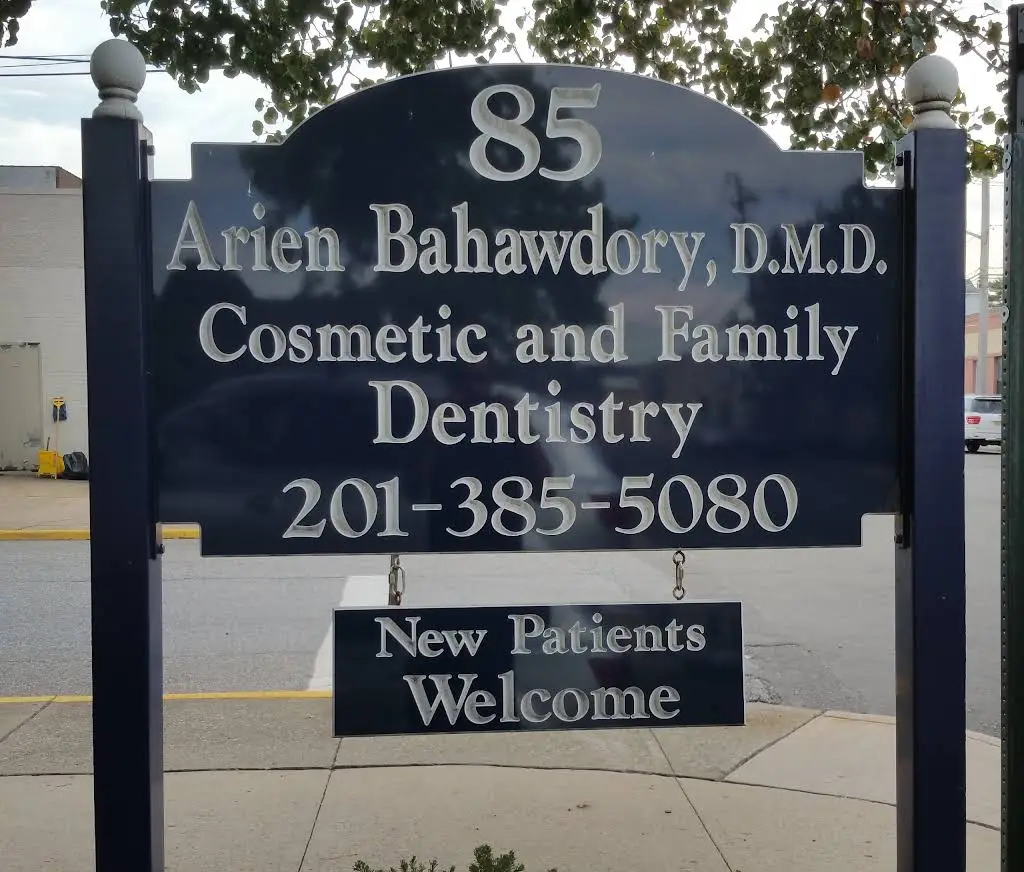 85
Arien Bahawdory, D.M.D.
Cosmetic and Family
Dentistry
201-385-5080
New Patients
Welcome